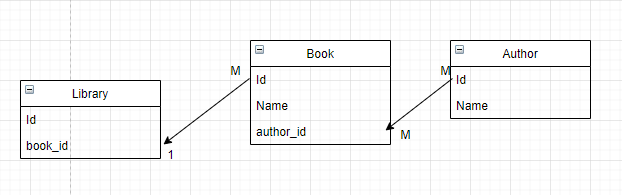 Library
Id
book_id
M
1
Book
Id
Name
author_id
M
M
Author
Id
Name